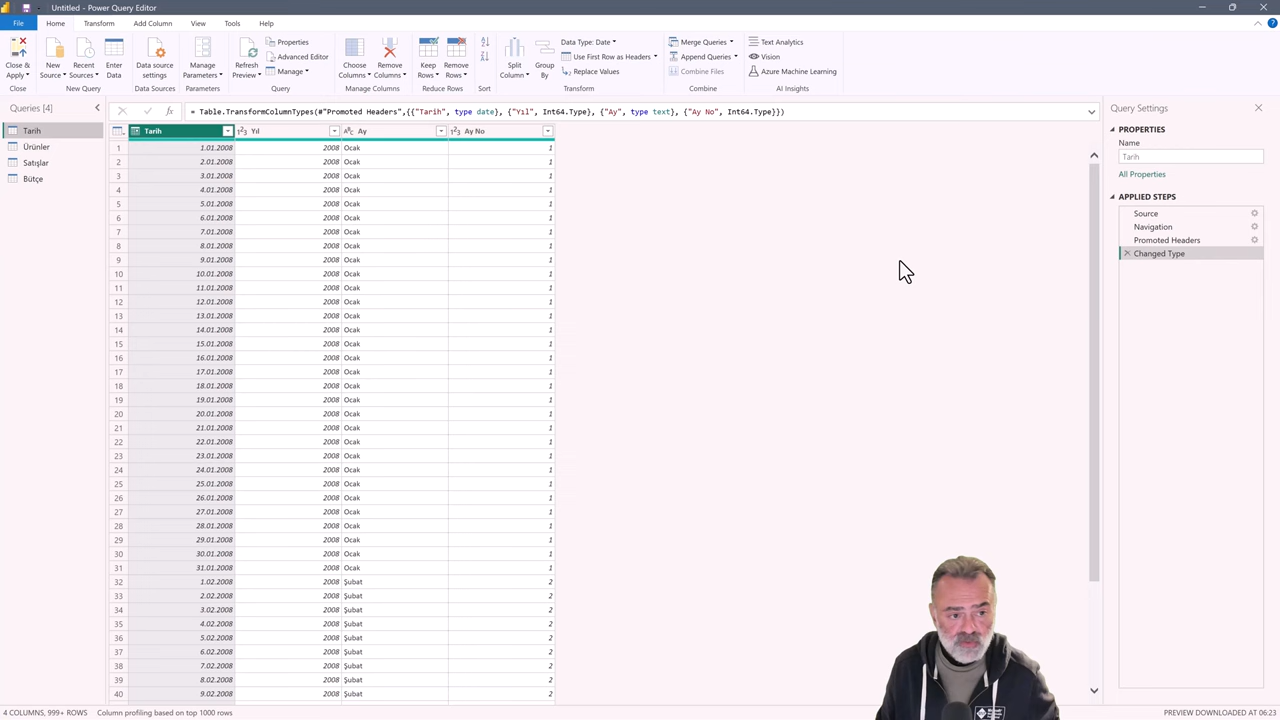 Untitled - Power Query Editor
File Home Transform Add Column View Tools Help
Close & Apply
Close
New Source
Recent Sources
Enter Data
New Query
Data source settings
Data Sources
Manage Parameters
Parameters
Refresh Preview
Properties
Advanced Editor
Manage
Query
Choose Columns
Remove Columns
Manage Columns
Keep Rows
Remove Rows
Reduce Rows
Sort
Split Column
Group By
Data Type: Date
Use First Row as Headers
Replace Values
Transform
Merge Queries
Append Queries
Combine Files
Combine
Text Analytics
Vision
Azure Machine Learning
AI Insights
Queries [4]
Tarih
Ürünler
Satışlar
Bütçe
= Table.TransformColumnTypes(#"Promoted Headers",{{"Tarih", type date}, {"Yıl", Int64.Type}, {"Ay", type text}, {"Ay No", Int64.Type}})
Tarih Yıl Ay Ay No
1 1.01.2008 2008 Ocak 1
2 2.01.2008 2008 Ocak 1
3 3.01.2008 2008 Ocak 1
4 4.01.2008 2008 Ocak 1
5 5.01.2008 2008 Ocak 1
6 6.01.2008 2008 Ocak 1
7 7.01.2008 2008 Ocak 1
8 8.01.2008 2008 Ocak 1
9 9.01.2008 2008 Ocak 1
10 10.01.2008 2008 Ocak 1
11 11.01.2008 2008 Ocak 1
12 12.01.2008 2008 Ocak 1
13 13.01.2008 2008 Ocak 1
14 14.01.2008 2008 Ocak 1
15 15.01.2008 2008 Ocak 1
16 16.01.2008 2008 Ocak 1
17 17.01.2008 2008 Ocak 1
18 18.01.2008 2008 Ocak 1
19 19.01.2008 2008 Ocak 1
20 20.01.2008 2008 Ocak 1
21 21.01.2008 2008 Ocak 1
22 22.01.2008 2008 Ocak 1
23 23.01.2008 2008 Ocak 1
24 24.01.2008 2008 Ocak 1
25 25.01.2008 2008 Ocak 1
26 26.01.2008 2008 Ocak 1
27 27.01.2008 2008 Ocak 1
28 28.01.2008 2008 Ocak 1
29 29.01.2008 2008 Ocak 1
30 30.01.2008 2008 Ocak 1
31 31.01.2008 2008 Ocak 1
32 1.02.2008 2008 Şubat 2
33 2.02.2008 2008 Şubat 2
34 3.02.2008 2008 Şubat 2
35 4.02.2008 2008 Şubat 2
36 5.02.2008 2008 Şubat 2
37 6.02.2008 2008 Şubat 2
38 7.02.2008 2008 Şubat 2
39 8.02.2008 2008 Şubat 2
40 9.02.2008 2008 Şubat 2
Query Settings
PROPERTIES
Name
Tarih
All Properties
APPLIED STEPS
Source
Navigation
Promoted Headers
Changed Type
4 COLUMNS, 999+ ROWS Column profiling based on top 1000 rows
PREVIEW DOWNLOADED AT 06:23